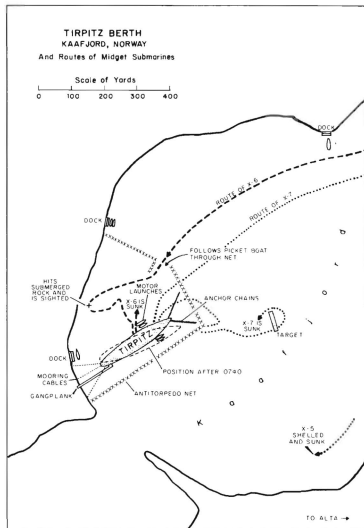 TIRPITZ BERTH
KAAFJORD, NORWAY
And Routes of Midget Submarines
Scale of Yards
0 100 200 300 400
DOCK
ROUTE OF X-6
ROUTE OF X-7
DOCK
FOLLOWS PICKET BOAT
THROUGH NET
HITS
SUBMERGED
ROCK AND
IS SIGHTED
X-6 IS
SUNK
MOTOR
LAUNCHES
ANCHOR CHAINS
X-7 IS
SUNK
TARGET
DOCK
TIRPITZ
POSITION AFTER 0740
MOORING
CABLES
GANGPLANK
ANTITORPEDO NET
K a a f j o r d
X-5
SHELLED
AND SUNK
TO ALTA →